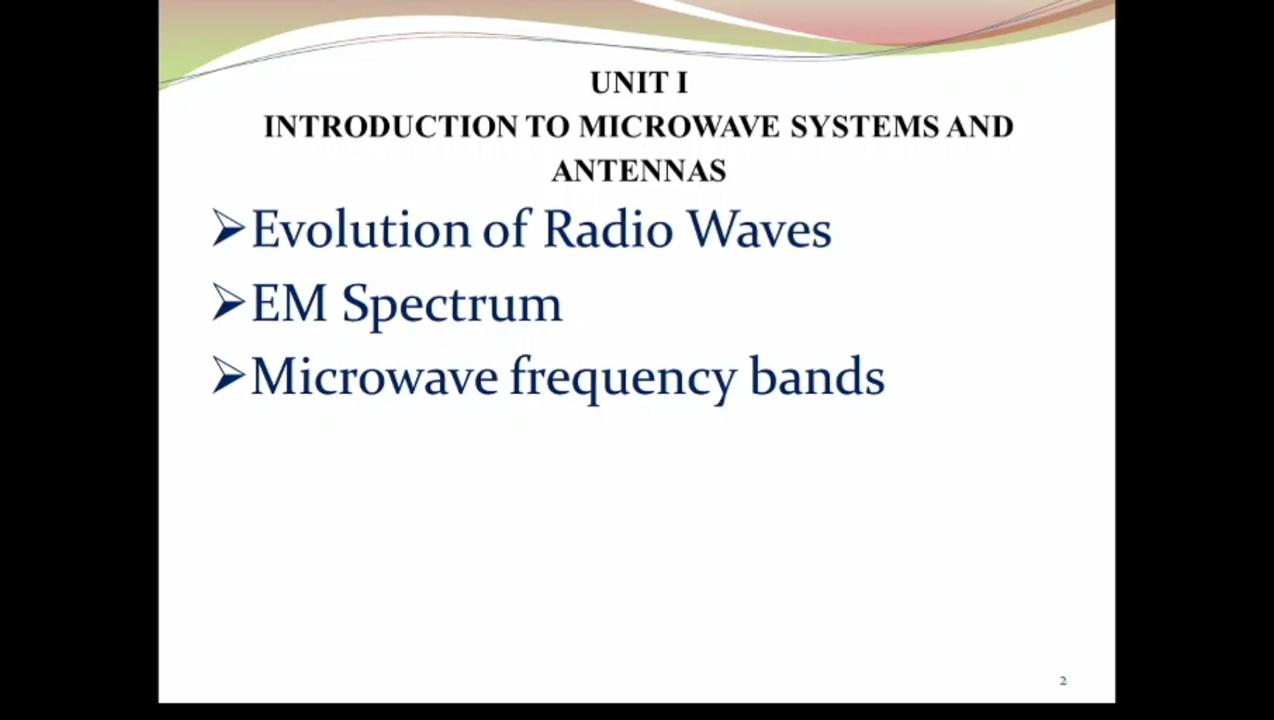 UNIT I
INTRODUCTION TO MICROWAVE SYSTEMS AND
ANTENNAS
➢Evolution of Radio Waves
➢EM Spectrum
➢Microwave frequency bands
2